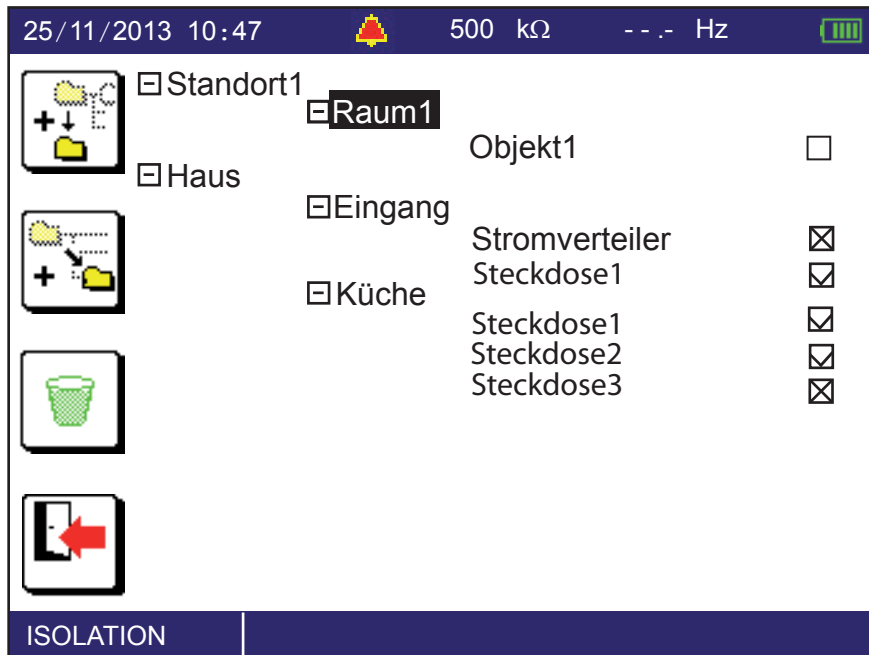 25/11/2013 10:47 500 kΩ - - .- Hz
Standort1
Raum1
Objekt1
Haus
Eingang
Stromverteiler
Steckdose1
Küche
Steckdose1
Steckdose2
Steckdose3
ISOLATION